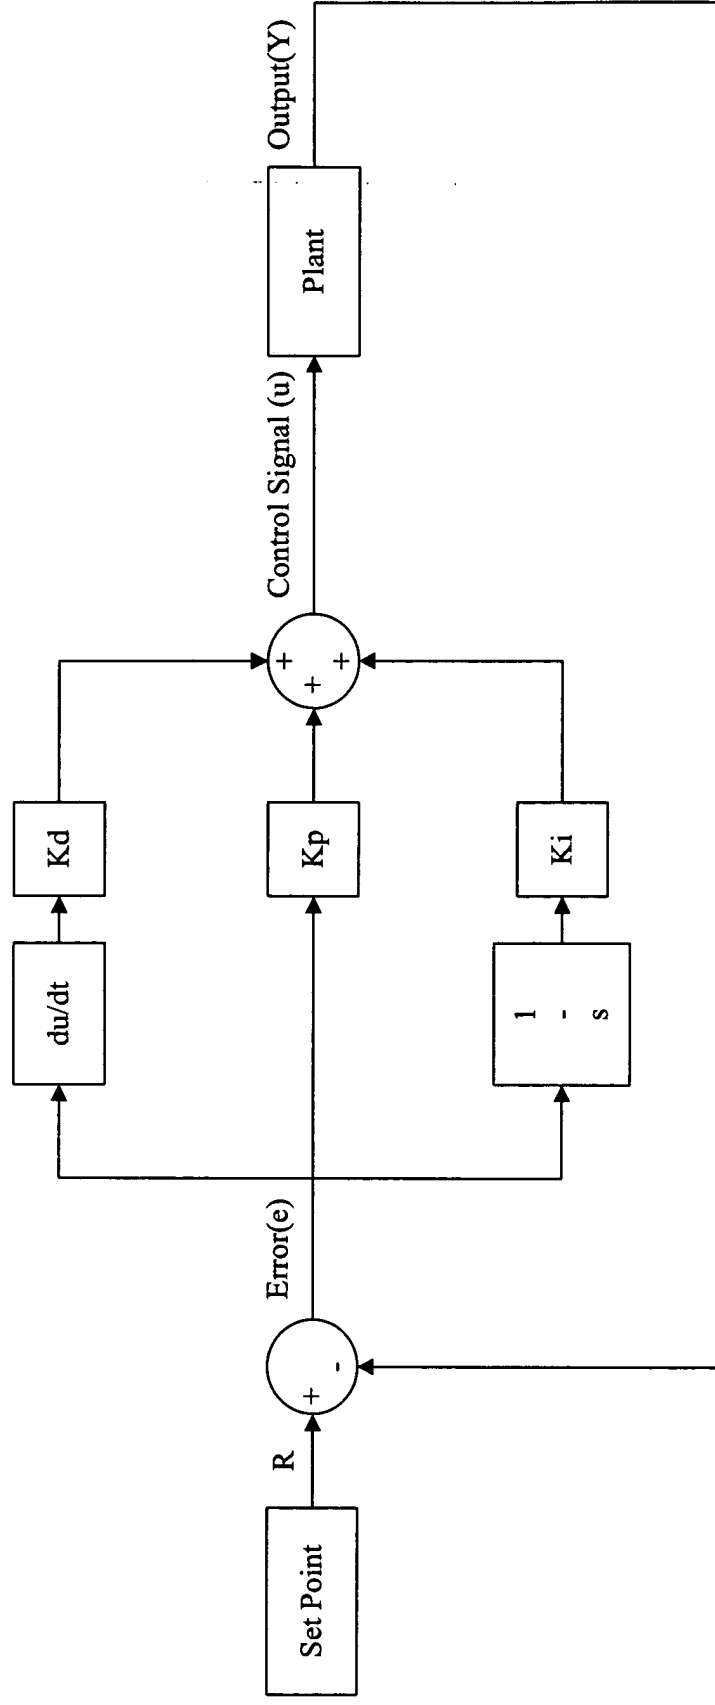 Set Point
R
+
-
Error(e)
du/dt
Kd
Kp
1
-
s
Ki
+
+
+
Control Signal (u)
Plant
Output(Y)